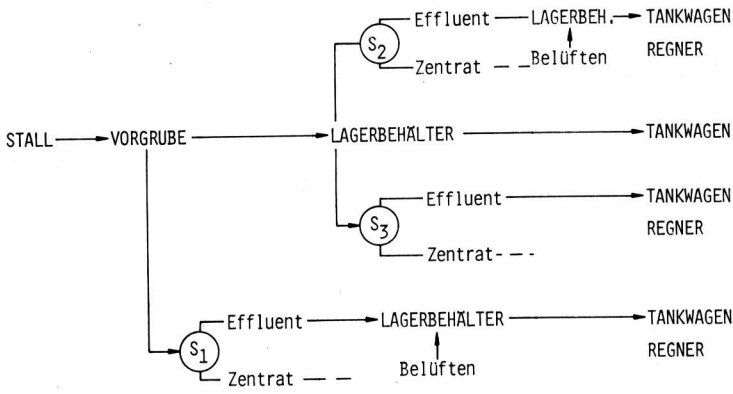 Effluent LAGERBEH. TANKWAGEN
S2 REGNER
Zentrat Belüften
STALL VORGRUBE LAGERBEHÄLTER TANKWAGEN
Effluent TANKWAGEN
S3 REGNER
Zentrat
Effluent LAGERBEHÄLTER TANKWAGEN
S1 REGNER
Belüften
Zentrat